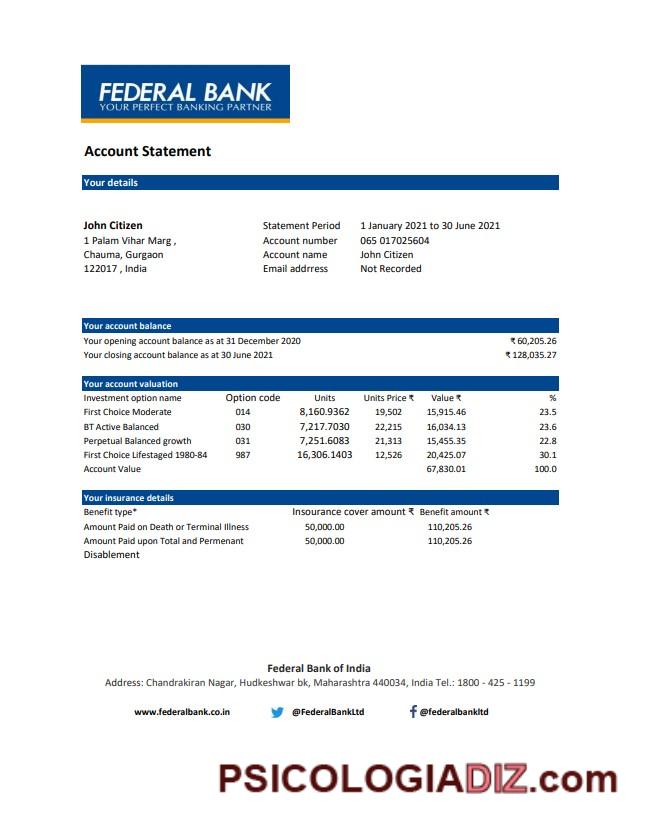 FEDERAL BANK
YOUR PERFECT BANKING PARTNER
Account Statement
Your details
John Citizen Statement Period 1 January 2021 to 30 June 2021
1 Palam Vihar Marg , Account number 065 017025604
Chauma, Gurgaon Account name John Citizen
122017 , India Email addrress Not Recorded
Your account balance
Your opening account balance as at 31 December 2020 ₹ 60,205.26
Your closing account balance as at 30 June 2021 ₹ 128,035.27
Your account valuation
Investment option name Option code Units Units Price ₹ Value ₹ %
First Choice Moderate 014 8,160.9362 19,502 15,915.46 23.5
BT Active Balanced 030 7,217.7030 22,215 16,034.13 23.6
Perpetual Balanced growth 031 7,251.6083 21,313 15,455.35 22.8
First Choice Lifestaged 1980-84 987 16,306.1403 12,526 20,425.07 30.1
Account Value 67,830.01 100.0
Your insurance details
Benefit type* Insourance cover amount ₹ Benefit amount ₹
Amount Paid on Death or Terminal Illness 50,000.00 110,205.26
Amount Paid upon Total and Permenant 50,000.00 110,205.26
Disablement
Federal Bank of India
Address: Chandrakiran Nagar, Hudkeshwar bk, Maharashtra 440034, India Tel.: 1800 - 425 - 1199
www.federalbank.co.in @FederalBankLtd @federalbankltd
PSICOLOGIADIZ.com